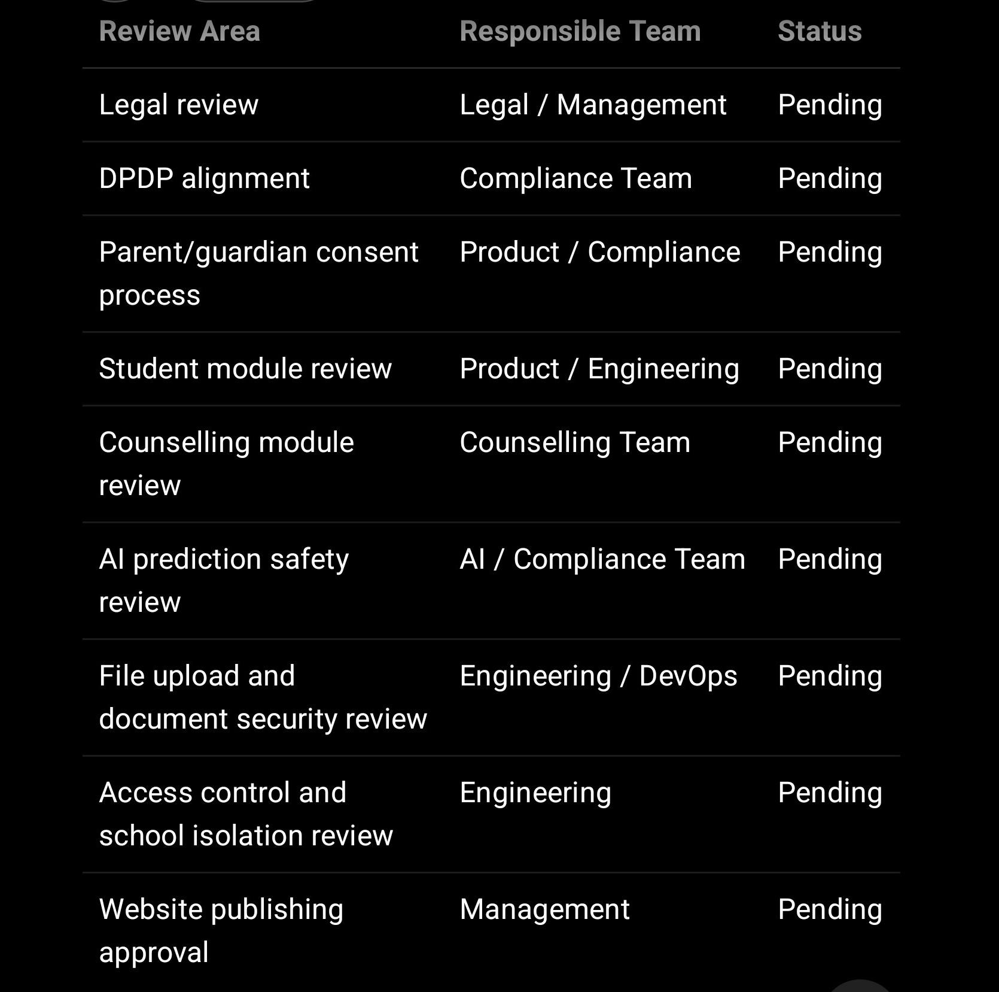 Review Area Responsible Team Status
Legal review Legal / Management Pending
DPDP alignment Compliance Team Pending
Parent/guardian consent Product / Compliance Pending
process
Student module review Product / Engineering Pending
Counselling module Counselling Team Pending
review
AI prediction safety AI / Compliance Team Pending
review
File upload and Engineering / DevOps Pending
document security review
Access control and Engineering Pending
school isolation review
Website publishing Management Pending
approval